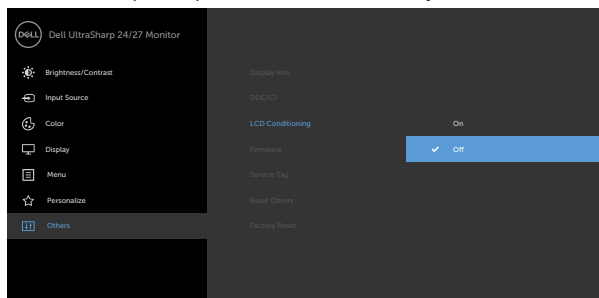 DELL Dell UltraSharp 24/27 Monitor
Brightness/Contrast Display Info
Input Source DDC/CI
Color LCD Conditioning On
Display Firmware Off
Menu Service Tag
Personalize Reset Others
Others Factory Reset